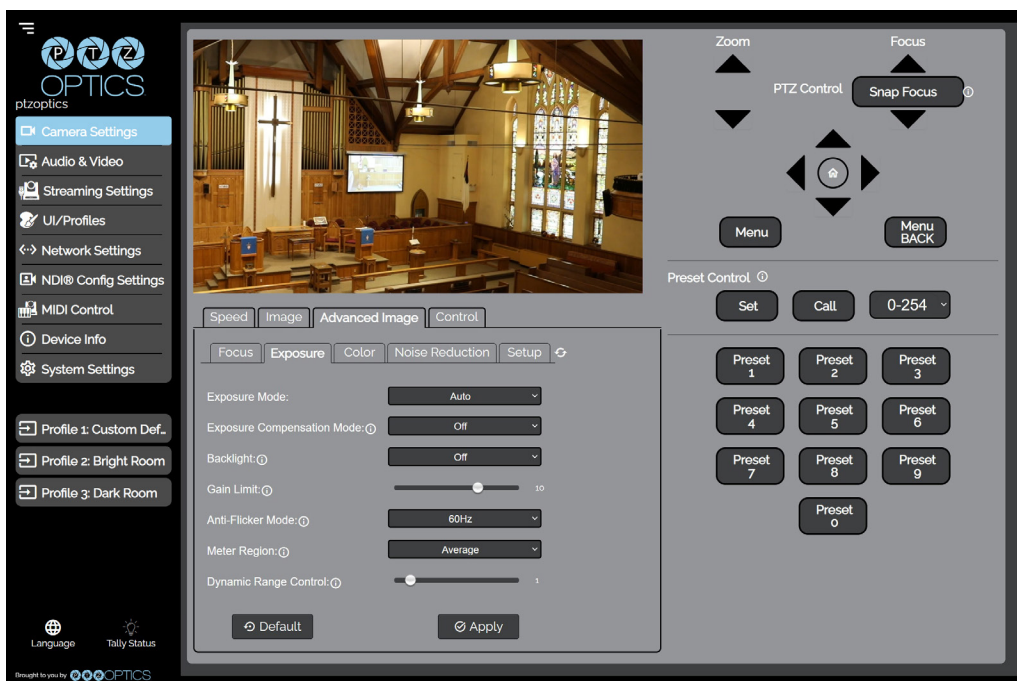 PTZ
OPTICS
ptzoptics
Camera Settings
Audio & Video
Streaming Settings
UI/Profiles
Network Settings
NDI® Config Settings
MIDI Control
Device Info
System Settings
Profile 1: Custom Def...
Profile 2: Bright Room
Profile 3: Dark Room
Language
Tally Status
Brought to you by PTZOPTICS
Speed
Image
Advanced Image
Control
Focus
Exposure
Color
Noise Reduction
Setup
Exposure Mode: Auto
Exposure Compensation Mode: Off
Backlight: Off
Gain Limit: 10
Anti-Flicker Mode: 60Hz
Meter Region: Average
Dynamic Range Control: 1
Default
Apply
Zoom
Focus
PTZ Control
Snap Focus
Menu
Menu
BACK
Preset Control
Set
Call
0-254
Preset
1
Preset
2
Preset
3
Preset
4
Preset
5
Preset
6
Preset
7
Preset
8
Preset
9
Preset
0